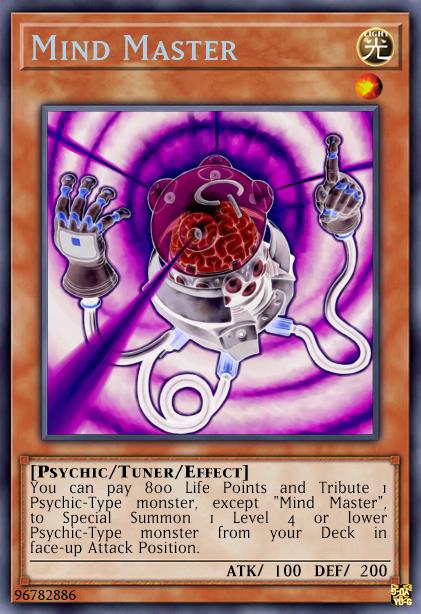 Mind Master
LIGHT
光
[Psychic/Tuner/Effect]
You can pay 800 Life Points and Tribute 1
Psychic-Type monster, except "Mind Master",
to Special Summon 1 Level 4 or lower
Psychic-Type monster from your Deck in
face-up Attack Position.
ATK/ 100 DEF/ 200
96782886